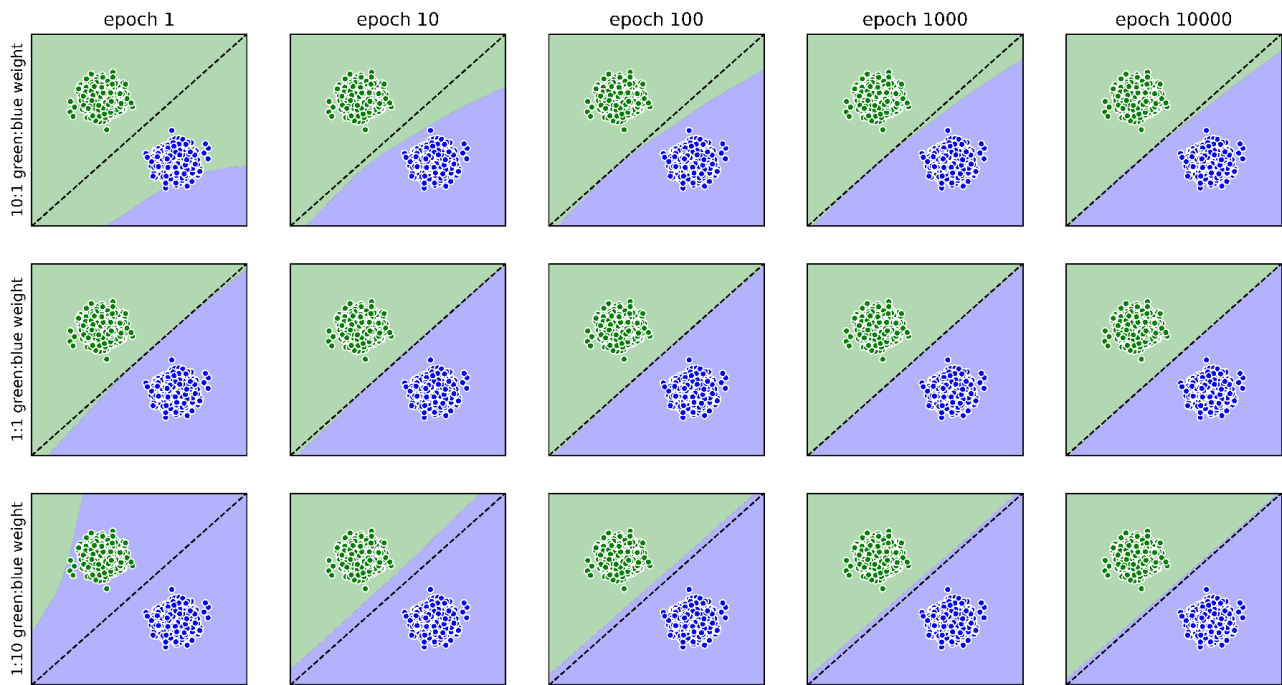 epoch 1
epoch 10
epoch 100
epoch 1000
epoch 10000
10:1 green:blue weight
1:1 green:blue weight
1:10 green:blue weight